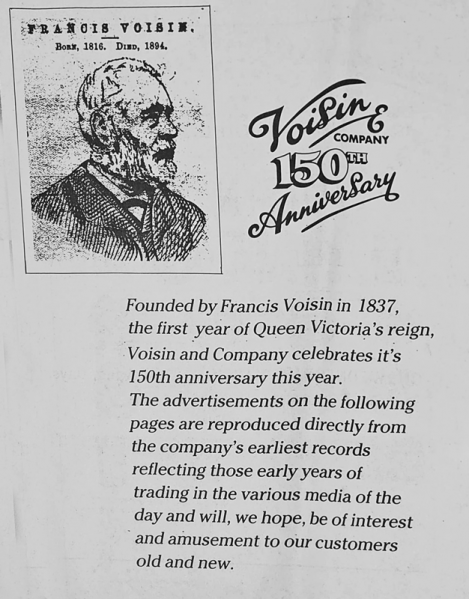 FRANCIS VOISIN.
BORN, 1816. DIED, 1894.
Voisin &
COMPANY
150TH
Anniversary
Founded by Francis Voisin in 1837,
the first year of Queen Victoria's reign,
Voisin and Company celebrates it's
150th anniversary this year.
The advertisements on the following
pages are reproduced directly from
the company's earliest records
reflecting those early years of
trading in the various media of the
day and will, we hope, be of interest
and amusement to our customers
old and new.